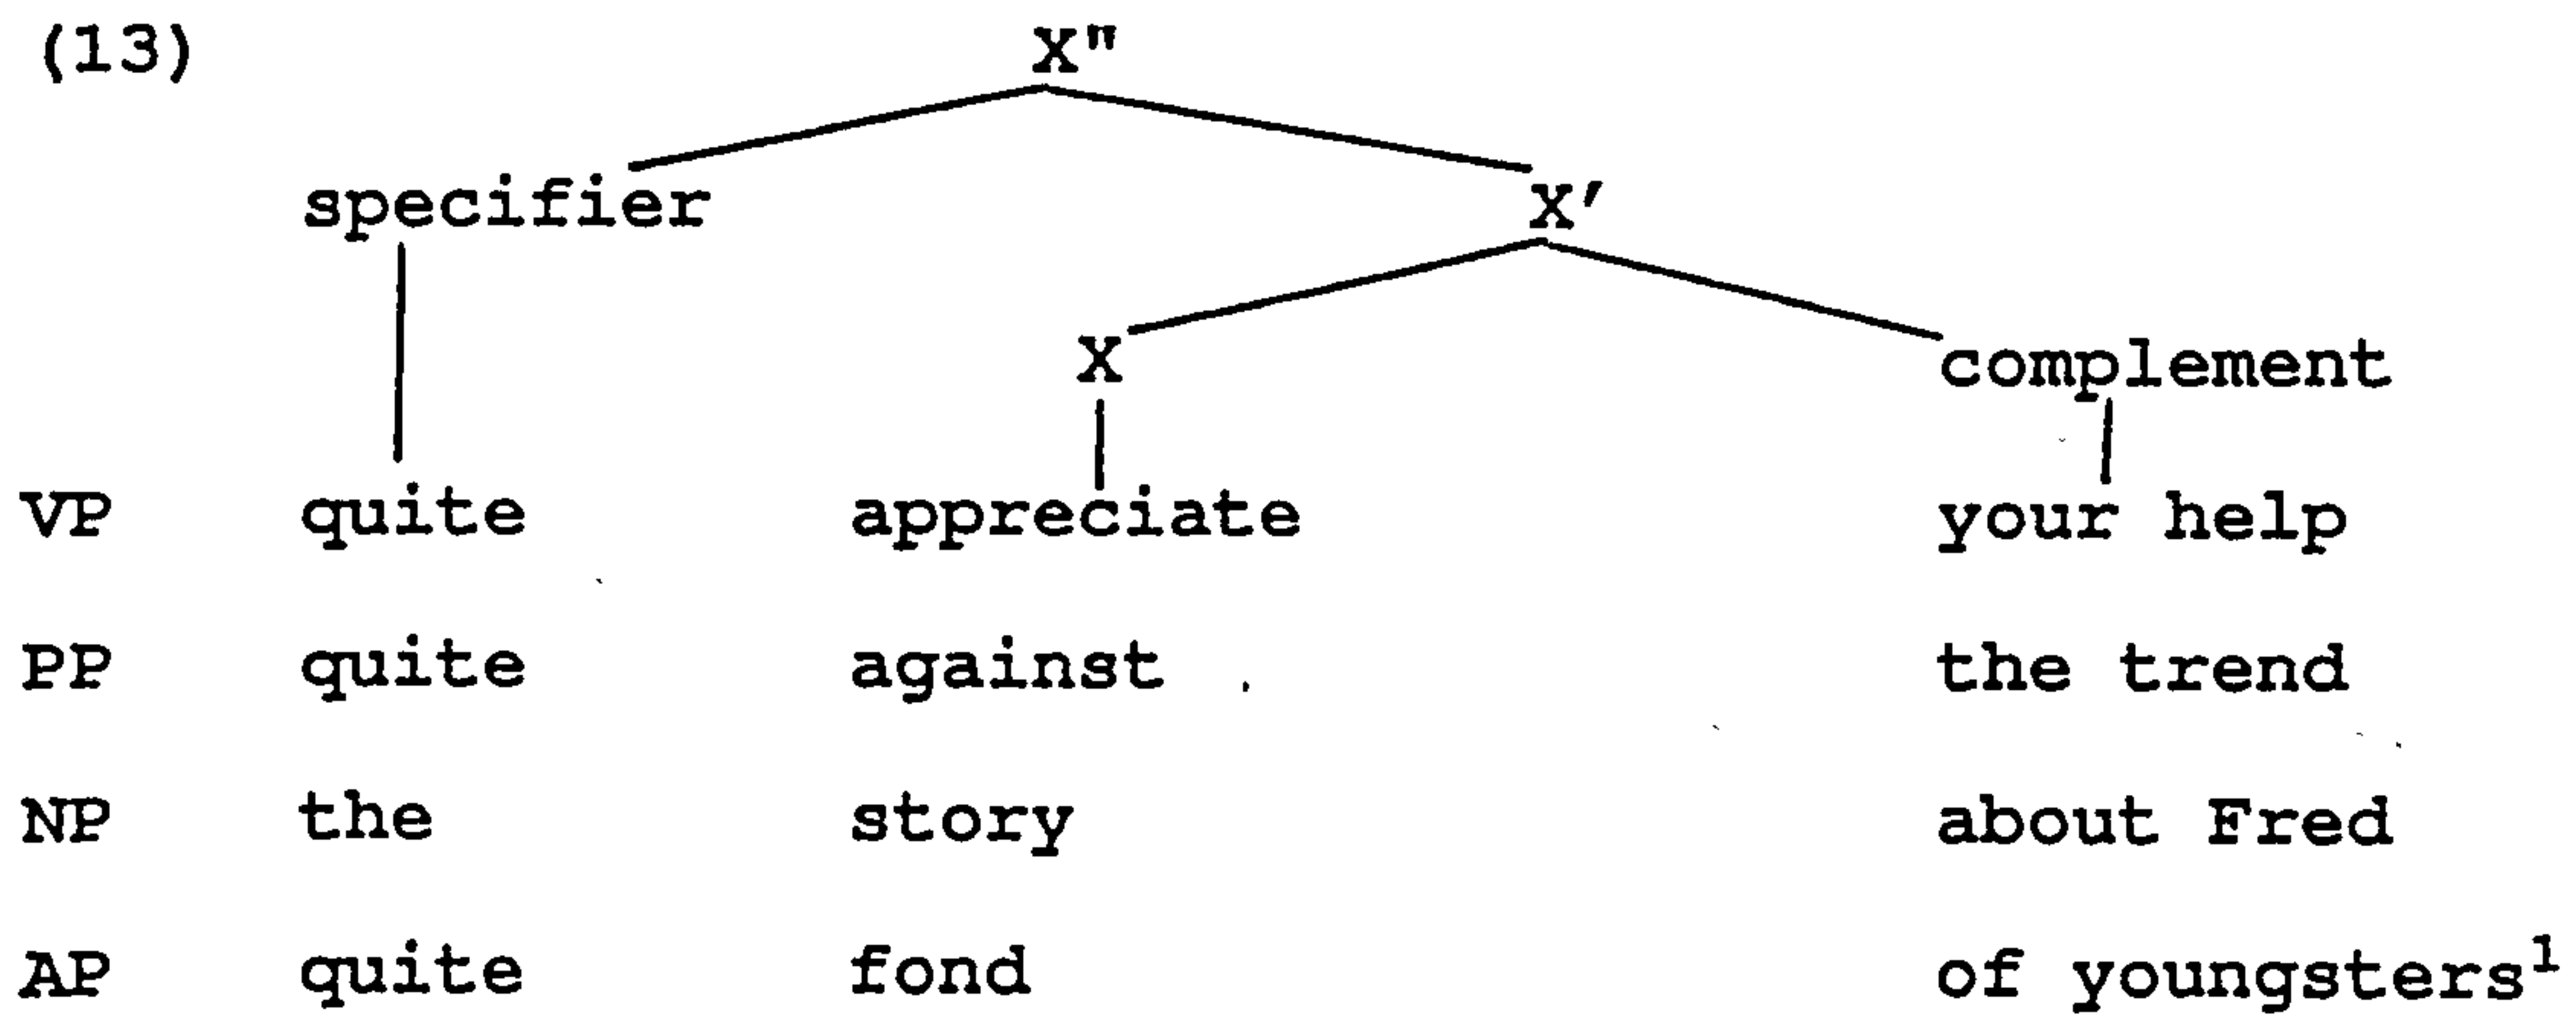 (13) X"
specifier X'
X complement
VP quite appreciate your help
PP quite against the trend
NP the story about Fred
AP quite fond of youngsters¹